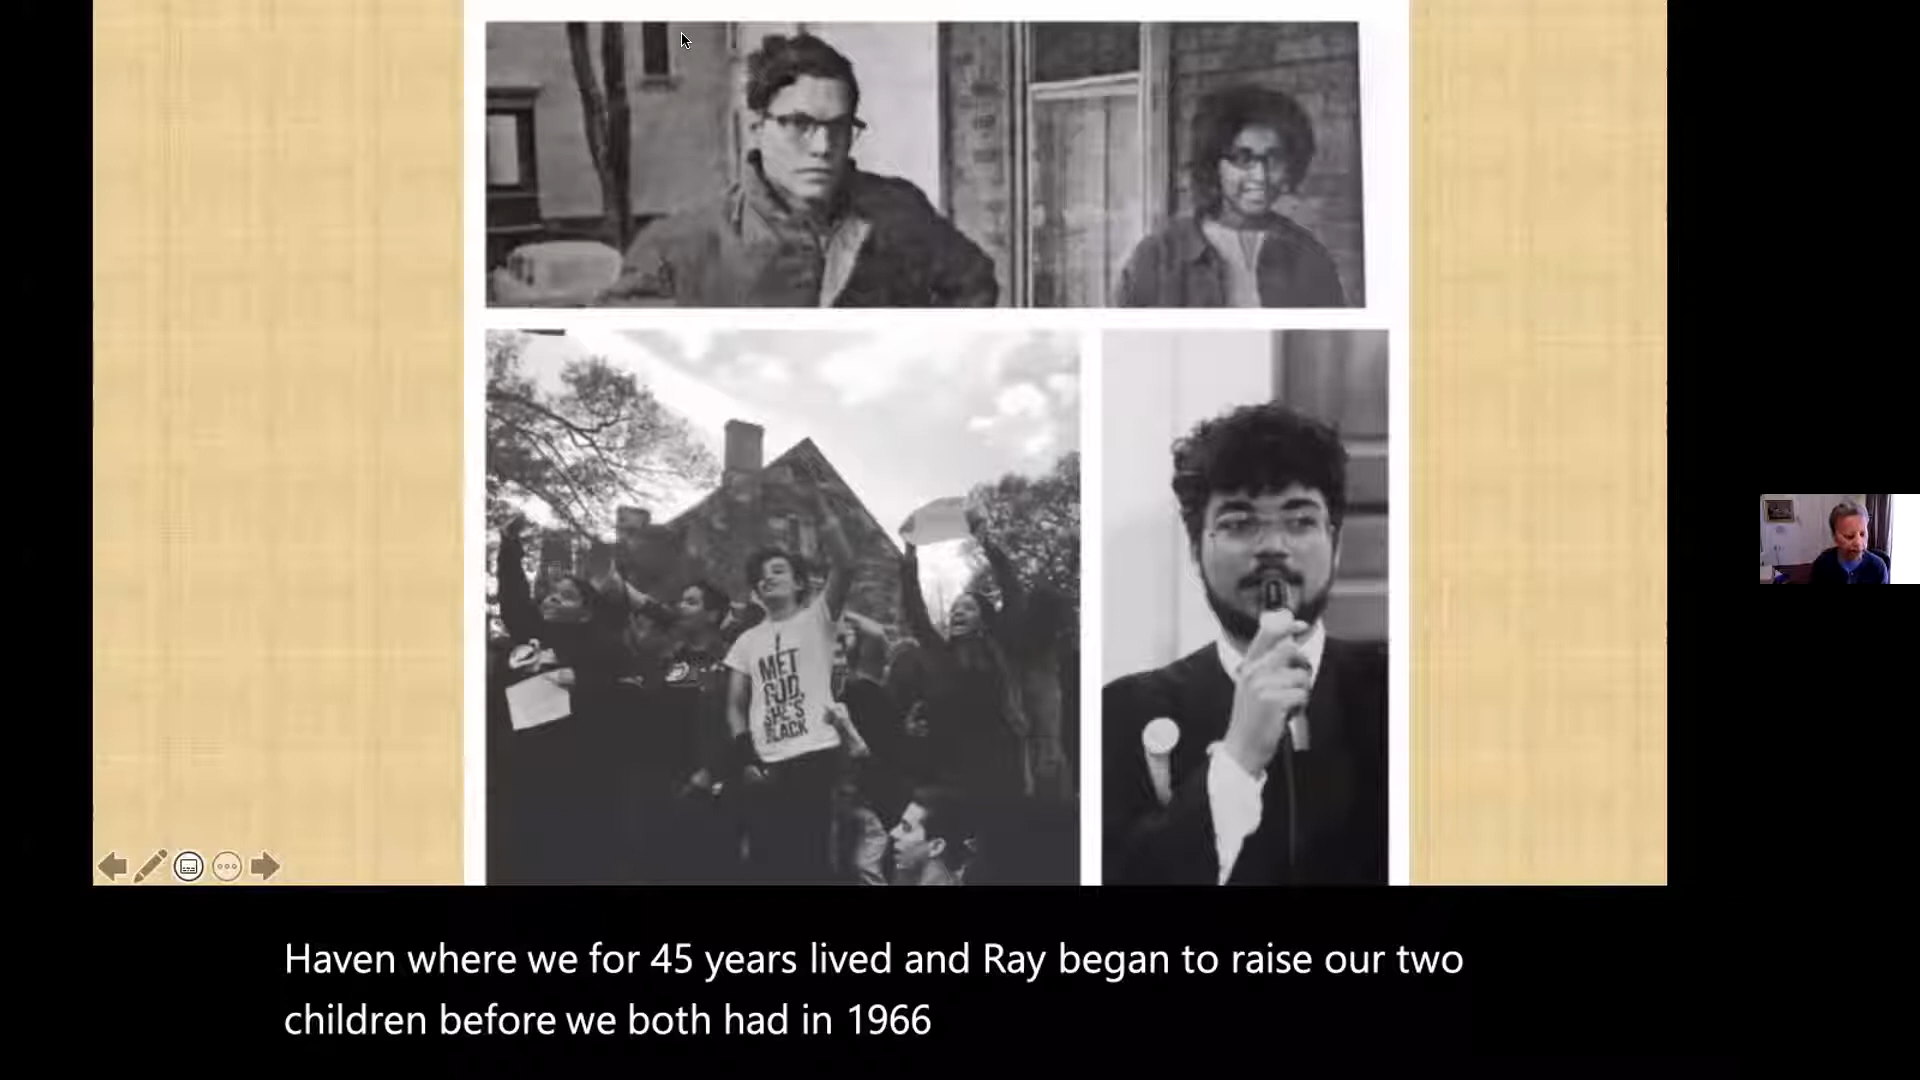 I
MET
GOD,
SHE'S
BLACK
Haven where we for 45 years lived and Ray began to raise our two
children before we both had in 1966